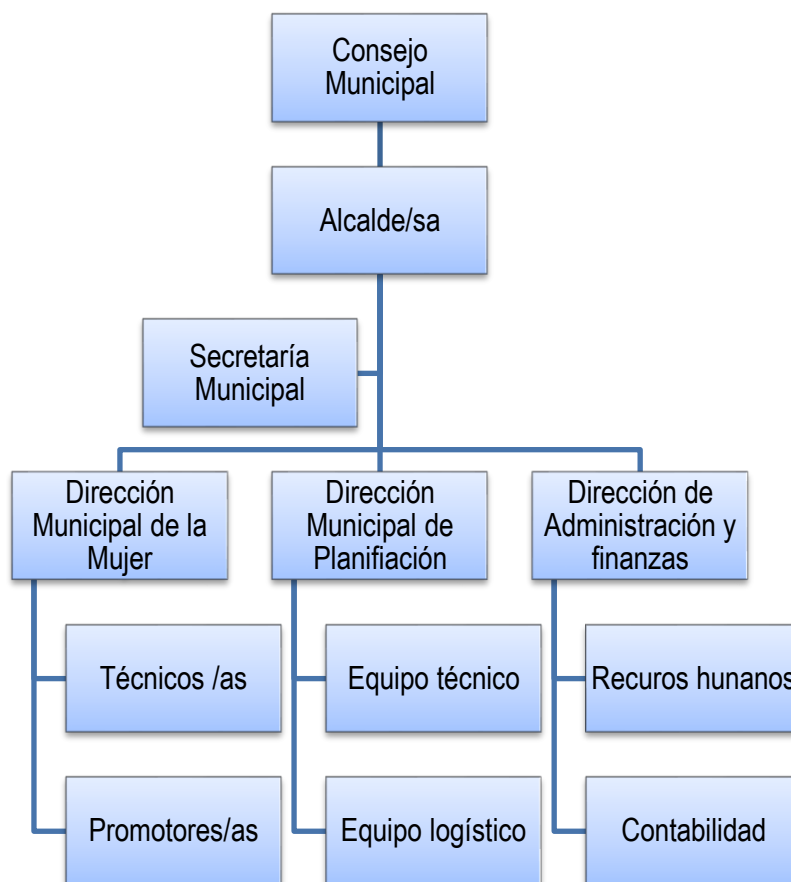 Consejo
Municipal
Alcalde/sa
Secretaría
Municipal
Dirección
Municipal de la
Mujer
Dirección
Municipal de
Planifiación
Dirección de
Administración y
finanzas
Técnicos /as
Equipo técnico
Recuros hunanos
Promotores/as
Equipo logístico
Contabilidad